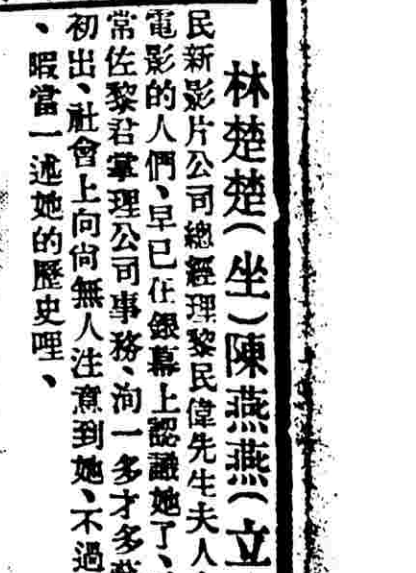 林楚楚(坐)陳燕燕(立
民新影片公司總經理黎民偉先生夫人
電影的人們、早已在銀幕上認識她了、
常佐黎君掌理公司事務、洵一多才多藝
初出、社會上向尙無人注意到她、不過
、暇當一述她的歷史哩、